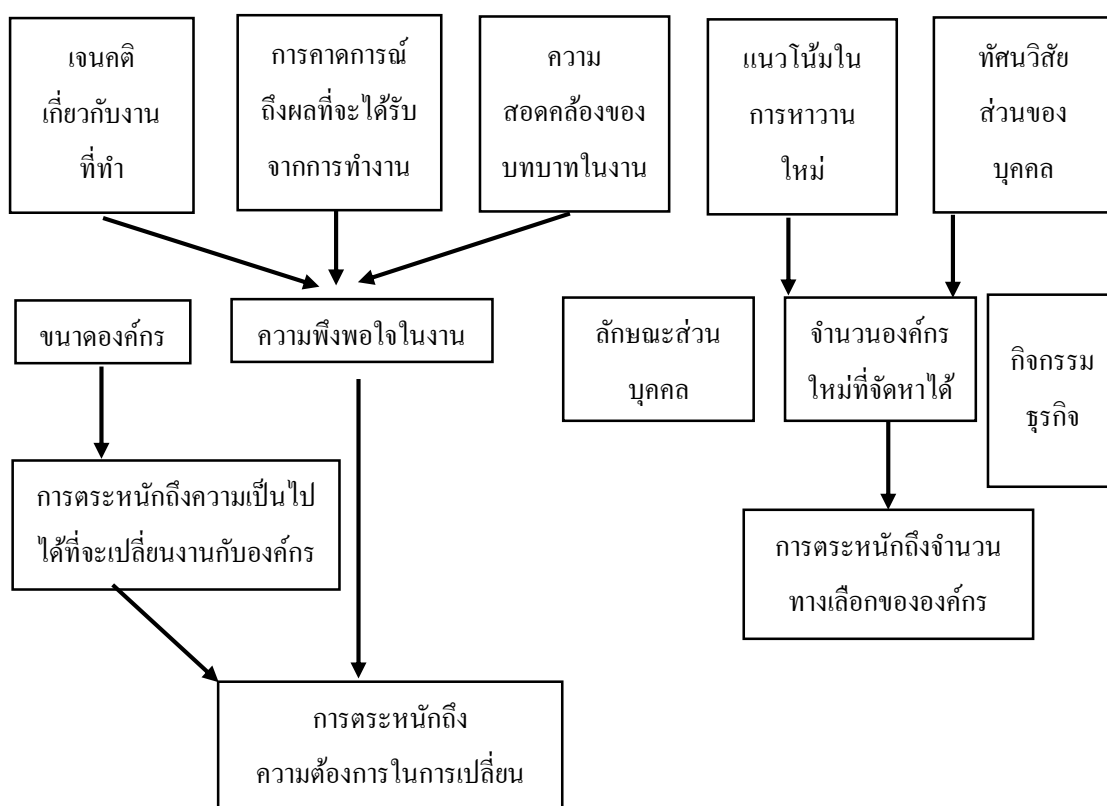 เจนคติ
เกี่ยวกับงาน
ที่ทำ
การคาดการณ์
ถึงผลที่จะได้รับ
จากการทำงาน
ความ
สอดคล้องของ
บทบาทในงาน
แนวโน้มใน
การหาวาน
ใหม่
ทัศนวิสัย
ส่วนของ
บุคคล
ขนาดองค์กร
ความพึงพอใจในงาน
ลักษณะส่วน
บุคคล
จำนวนองค์กร
ใหม่ที่จัดหาได้
กิจกรรม
ธุรกิจ
การตระหนักถึงความเป็นไป
ได้ที่จะเปลี่ยนงานกับองค์กร
การตระหนักถึงจำนวน
ทางเลือกขององค์กร
การตระหนักถึง
ความต้องการในการเปลี่ยน